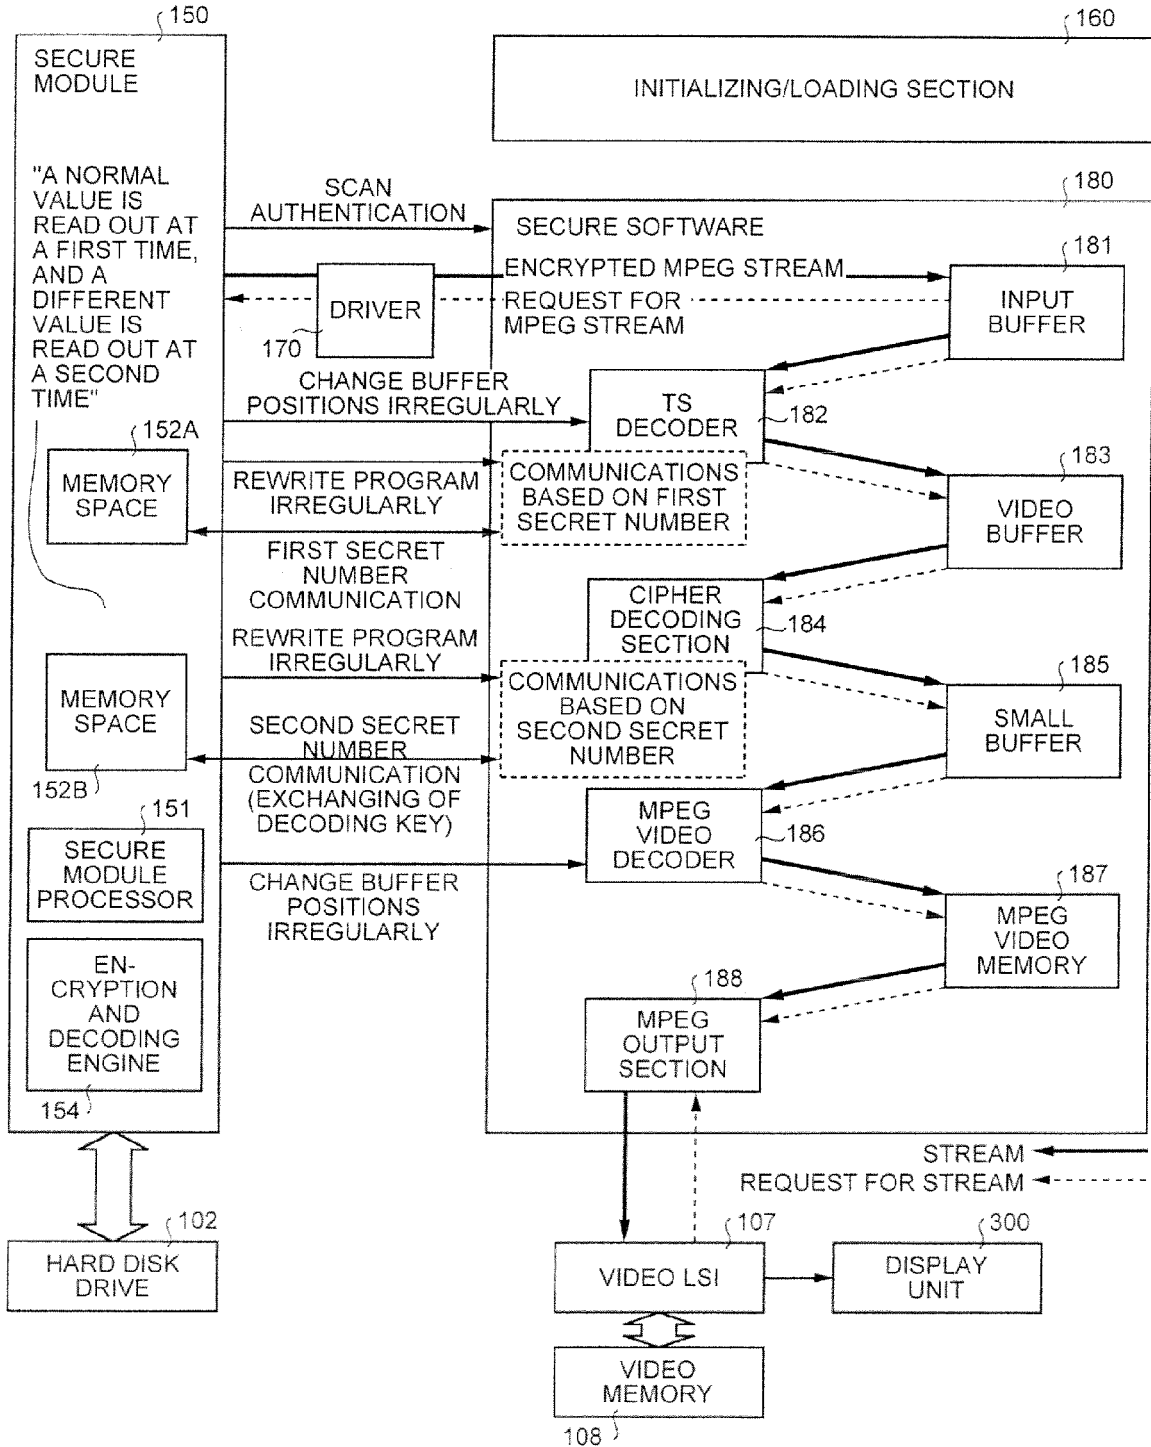 150
160
SECURE
MODULE
INITIALIZING/LOADING SECTION
"A NORMAL
VALUE IS
READ OUT AT
A FIRST TIME,
AND A
DIFFERENT
VALUE IS
READ OUT AT
A SECOND
TIME"
SCAN
AUTHENTICATION
180
SECURE SOFTWARE
ENCRYPTED MPEG STREAM
REQUEST FOR
MPEG STREAM
181
INPUT
BUFFER
DRIVER
170
CHANGE BUFFER
POSITIONS IRREGULARLY
TS
DECODER
182
152A
MEMORY
SPACE
REWRITE PROGRAM
IRREGULARLY
COMMUNICATIONS
BASED ON FIRST
SECRET NUMBER
183
VIDEO
BUFFER
FIRST SECRET
NUMBER
COMMUNICATION
CIPHER
DECODING
SECTION
184
REWRITE PROGRAM
IRREGULARLY
COMMUNICATIONS
BASED ON
SECOND SECRET
NUMBER
185
SMALL
BUFFER
MEMORY
SPACE
152B
SECOND SECRET
NUMBER
COMMUNICATION
(EXCHANGING OF
DECODING KEY)
MPEG
VIDEO
DECODER
186
151
SECURE
MODULE
PROCESSOR
CHANGE BUFFER
POSITIONS
IRREGULARLY
187
MPEG
VIDEO
MEMORY
EN-
CRYPTION
AND
DECODING
ENGINE
154
188
MPEG
OUTPUT
SECTION
STREAM
REQUEST FOR STREAM
102
HARD DISK
DRIVE
107
VIDEO LSI
300
DISPLAY
UNIT
VIDEO
MEMORY
108